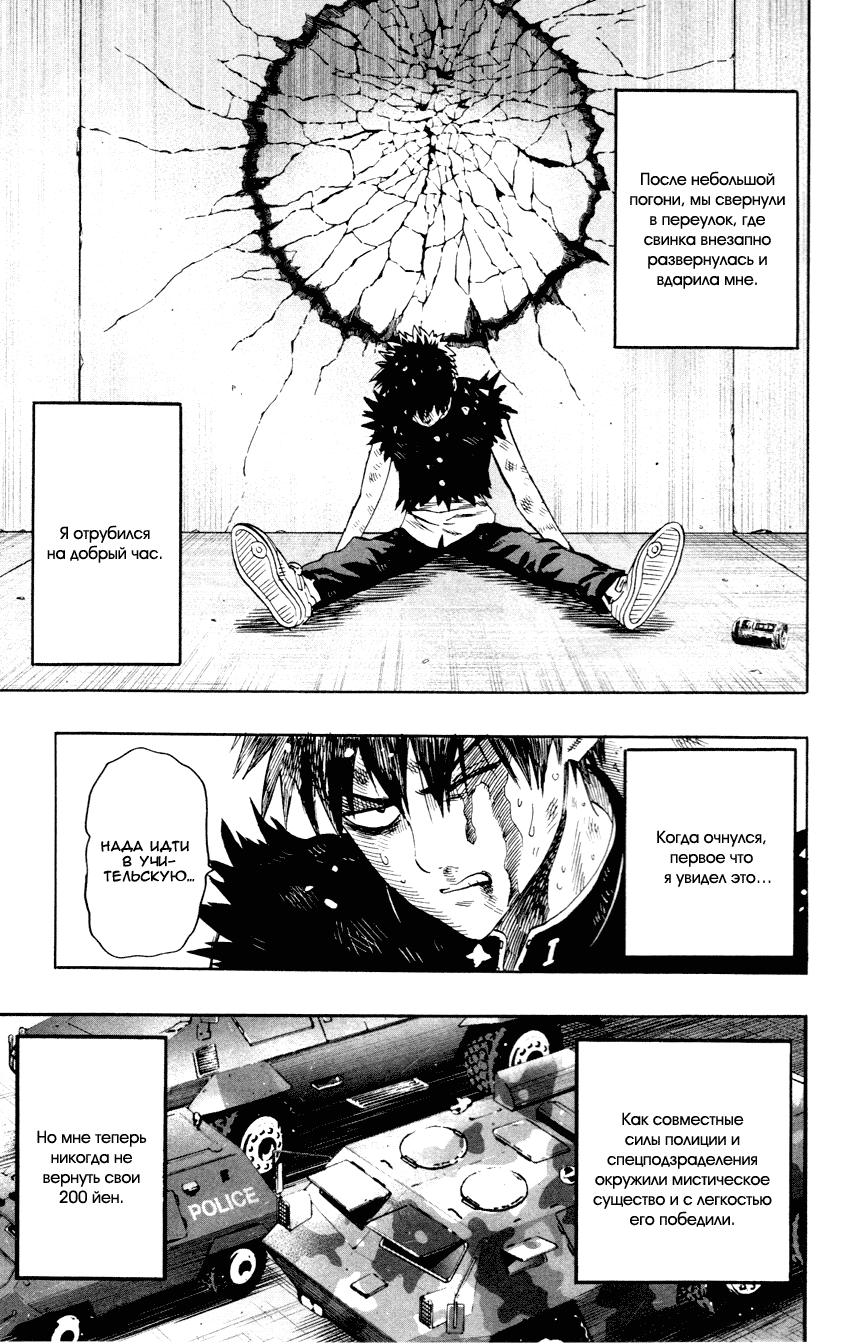 После небольшой
погони, мы свернули
в переулок, где
свинка внезапно
развернулась и
вдарила мне.
Я отрубился
на добрый час.
Когда очнулся,
первое что
я увидел это...
НАДА ИДТИ
В УЧИ-
ТЕЛЬСКУЮ...
Как совместные
силы полиции и
спецподзраделения
окружили мистическое
существо и с легкостью
его победили.
Но мне теперь
никогда не
вернуть свои
200 йен.
POLICE
I